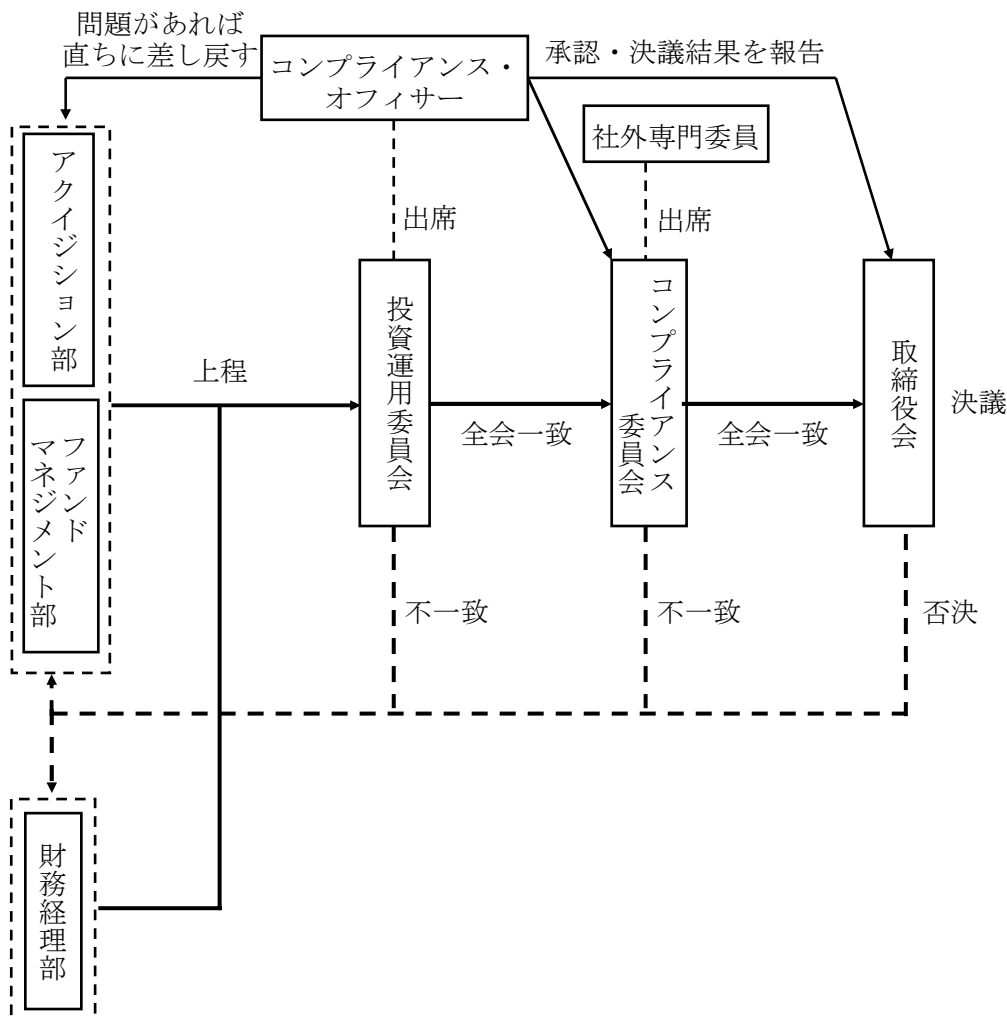 問題があれば
直ちに差し戻す
コンプライアンス・
オフィサー
承認・決議結果を報告
社外専門委員
出席
出席
アクイジション部
ファンド
マネジメント部
上程
投資運用委員会
全会一致
コンプライアンス
委員会
全会一致
取締役会
決議
不一致
不一致
否決
財務経理部